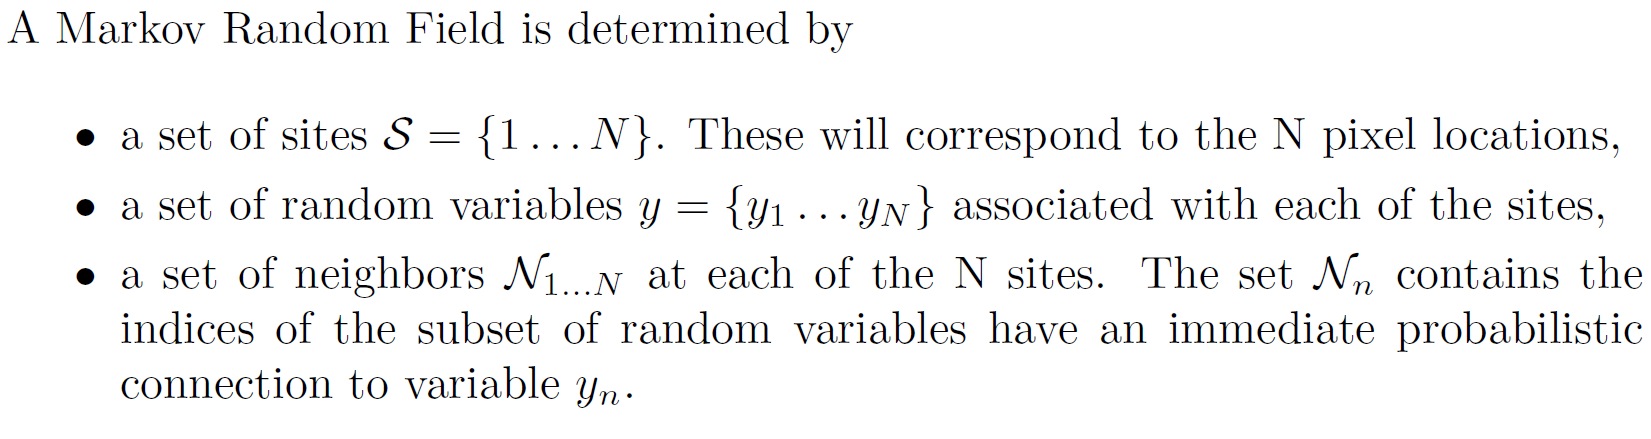 A Markov Random Field is determined by
• a set of sites 𝒮 = {1 . . . N}. These will correspond to the N pixel locations,
• a set of random variables y = {y₁ . . . y_N} associated with each of the sites,
• a set of neighbors 𝒩₁...N at each of the N sites. The set 𝒩ₙ contains the
indices of the subset of random variables have an immediate probabilistic
connection to variable yₙ.